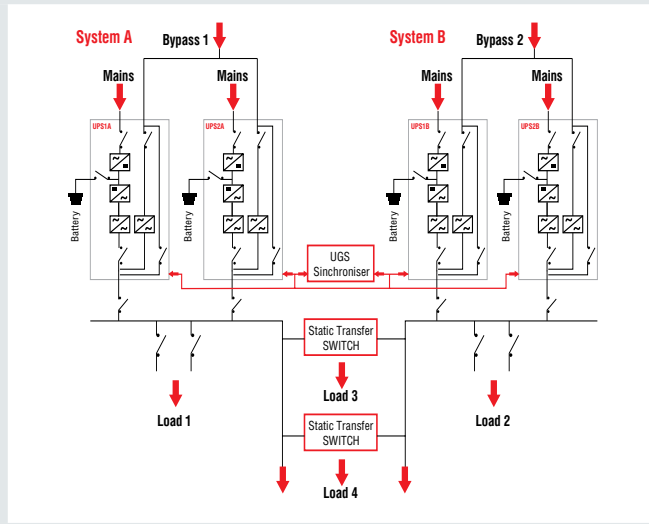 System A
Bypass 1
System B
Bypass 2
Mains
Mains
Mains
Mains
UPS1A
UPS2A
UPS1B
UPS2B
Battery
Battery
Battery
Battery
UGS
Sinchroniser
Static Transfer
SWITCH
Load 3
Load 1
Load 2
Static Transfer
SWITCH
Load 4